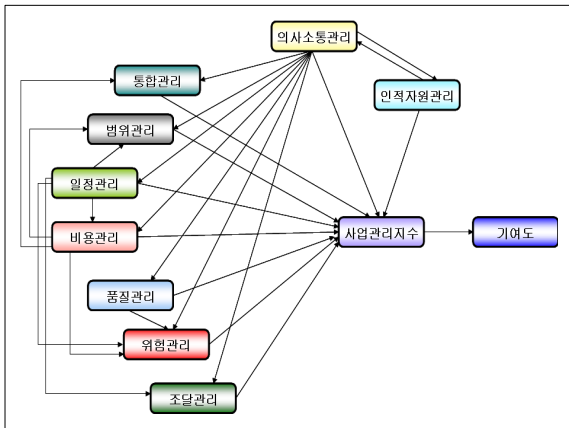 의사소통관리
통합관리
인적자원관리
범위관리
일정관리
비용관리
사업관리지수
기여도
품질관리
위험관리
조달관리